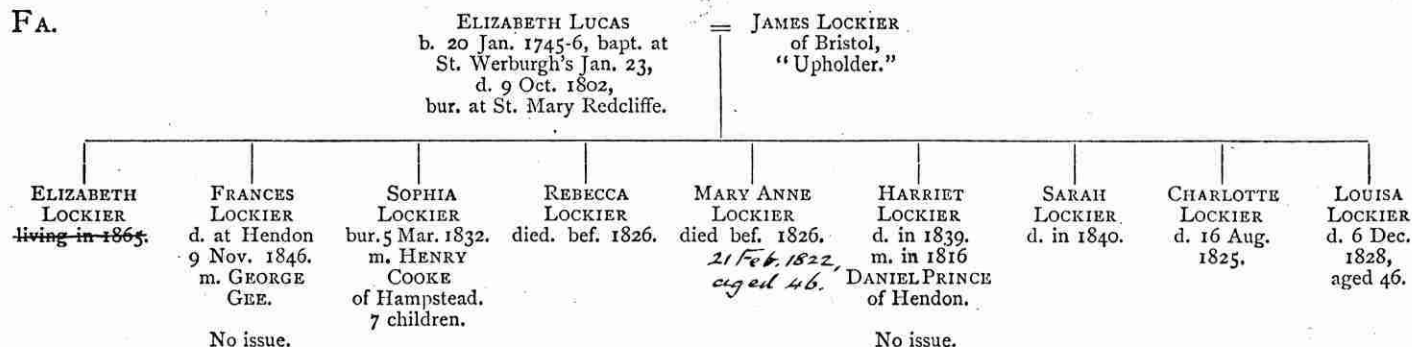 FA.
ELIZABETH LUCAS
b. 20 Jan. 1745-6, bapt. at
St. Werburgh's Jan. 23,
d. 9 Oct. 1802,
bur. at St. Mary Redcliffe.
=
JAMES LOCKIER
of Bristol,
"Upholder."
ELIZABETH
LOCKIER
living in 1865.
FRANCES
LOCKIER
d. at Hendon
9 Nov. 1846.
m. GEORGE
GEE.
No issue.
SOPHIA
LOCKIER
bur. 5 Mar. 1832.
m. HENRY
COOKE
of Hampstead.
7 children.
REBECCA
LOCKIER
died. bef. 1826.
MARY ANNE
LOCKIER
died bef. 1826.
21 Feb. 1822,
aged 46.
HARRIET
LOCKIER
d. in 1839.
m. in 1816
DANIEL PRINCE
of Hendon.
No issue.
SARAH
LOCKIER.
d. in 1840.
CHARLOTTE
LOCKIER
d. 16 Aug.
1825.
LOUISA
LOCKIER
d. 6 Dec.
1828,
aged 46.